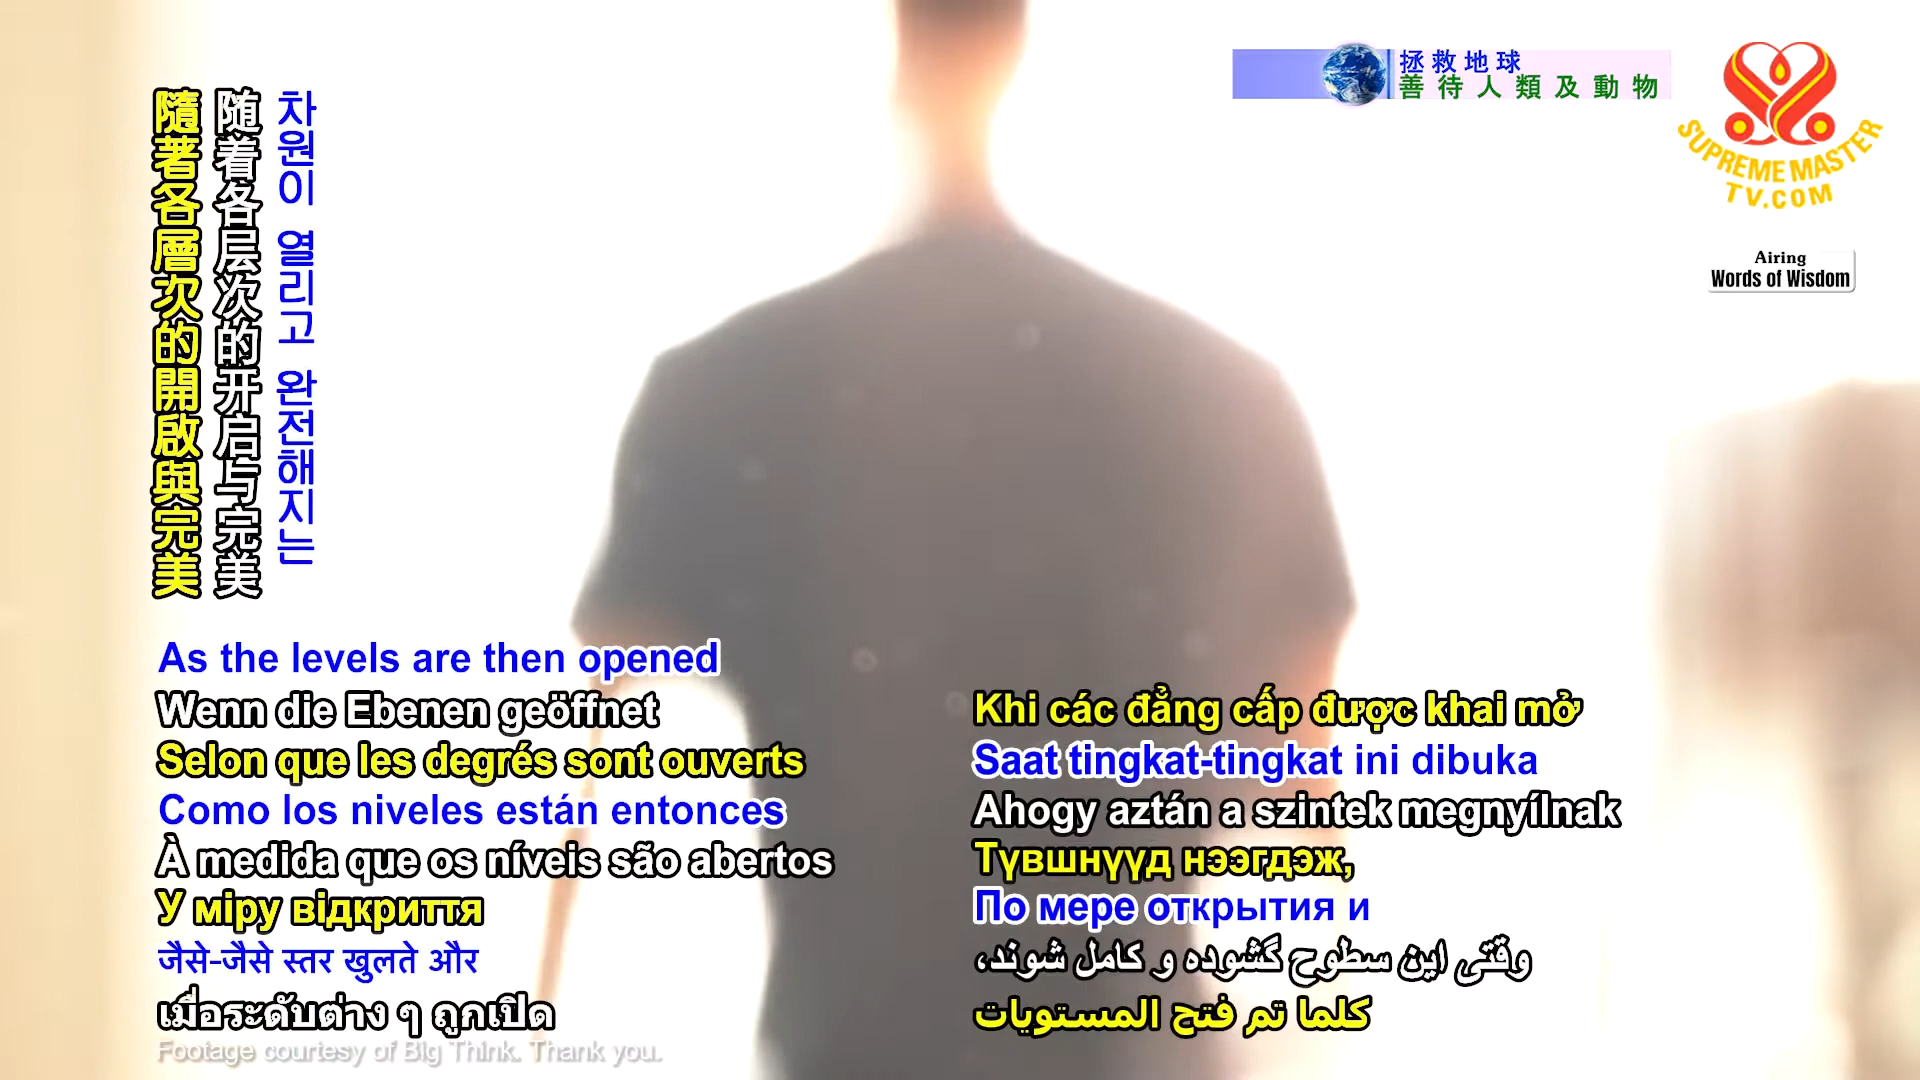 拯救地球
善待人類及動物
SUPREME MASTER
TV.COM
Airing
Words of Wisdom
차원이 열리고 완전해지는
随着各层次的开启与完美
隨著各層次的開啟與完美
As the levels are then opened
Wenn die Ebenen geöffnet
Selon que les degrés sont ouverts
Como los niveles están entonces
À medida que os níveis são abertos
У міру відкриття
जैसे-जैसे स्तर खुलते और
เมื่อระดับต่าง ๆ ถูกเปิด
Khi các đẳng cấp được khai mở
Saat tingkat-tingkat ini dibuka
Ahogy aztán a szintek megnyílnak
Түвшнүүд нээгдэж,
По мере открытия и
وقتی این سطوح گشوده و کامل شوند،
كلما تم فتح المستويات
Footage courtesy of Big Think. Thank you.